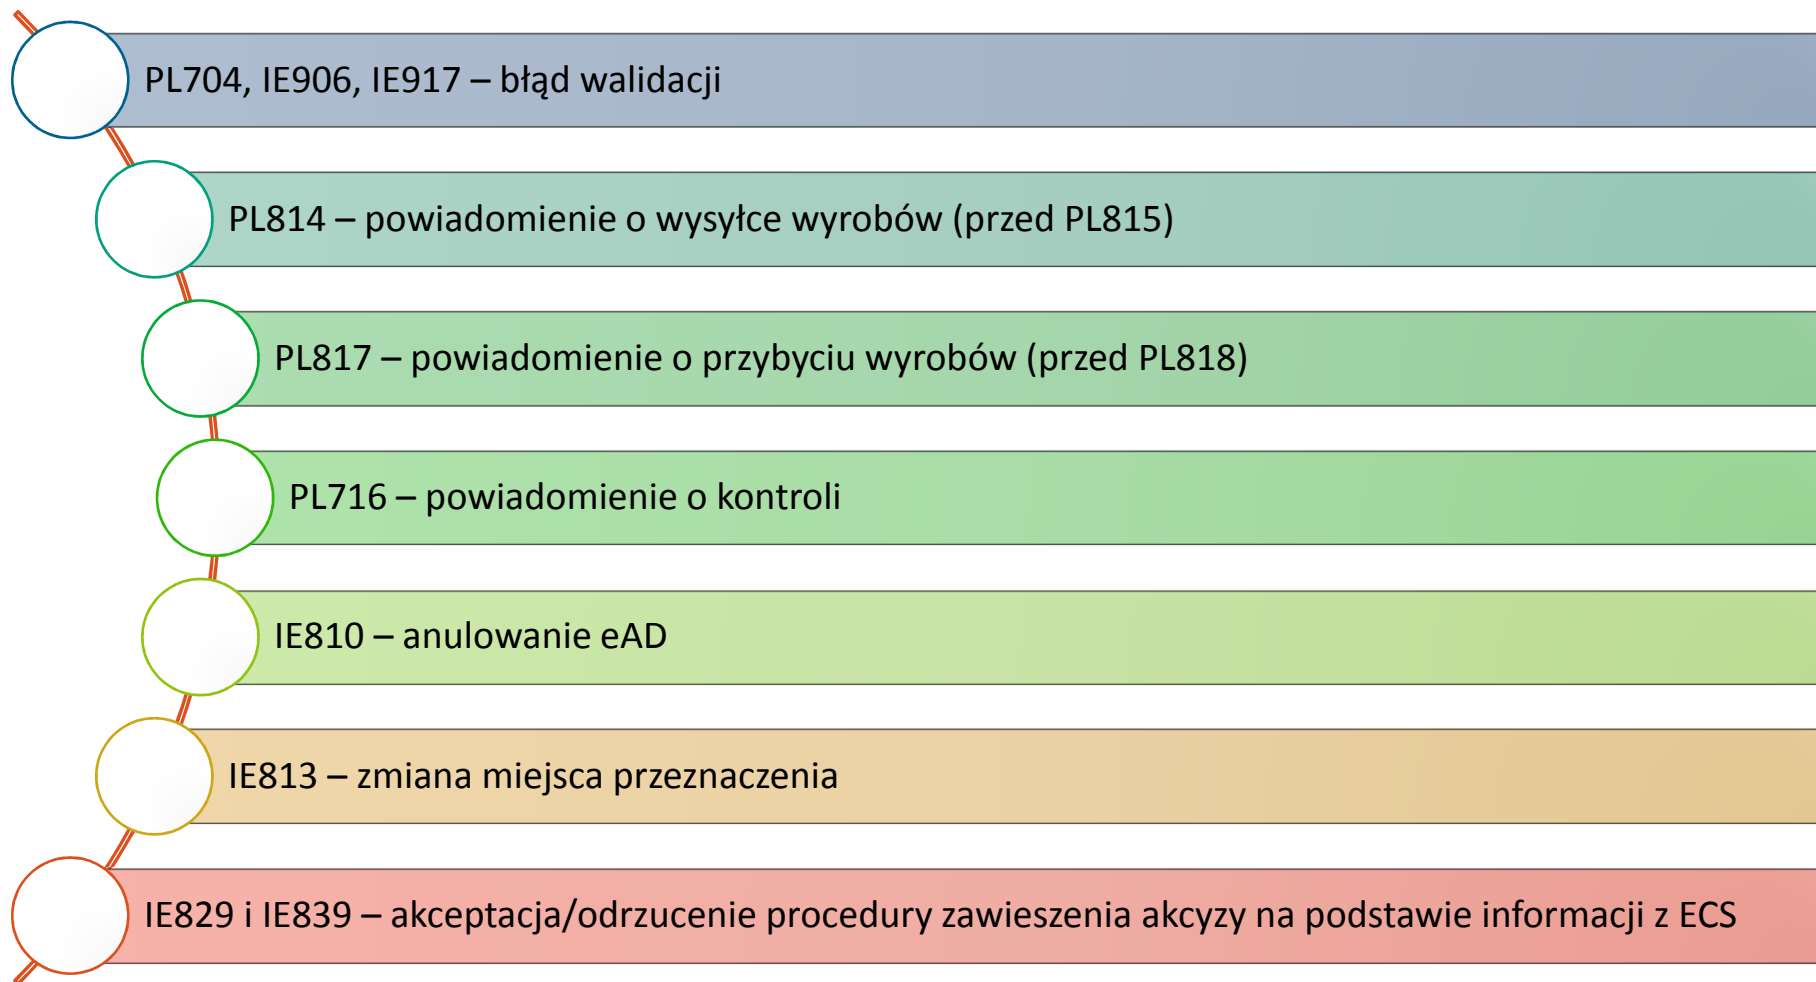 PL704, IE906, IE917 – błąd walidacji
PL814 – powiadomienie o wysyłce wyrobów (przed PL815)
PL817 – powiadomienie o przybyciu wyrobów (przed PL818)
PL716 – powiadomienie o kontroli
IE810 – anulowanie eAD
IE813 – zmiana miejsca przeznaczenia
IE829 i IE839 – akceptacja/odrzucenie procedury zawieszenia akcyzy na podstawie informacji z ECS